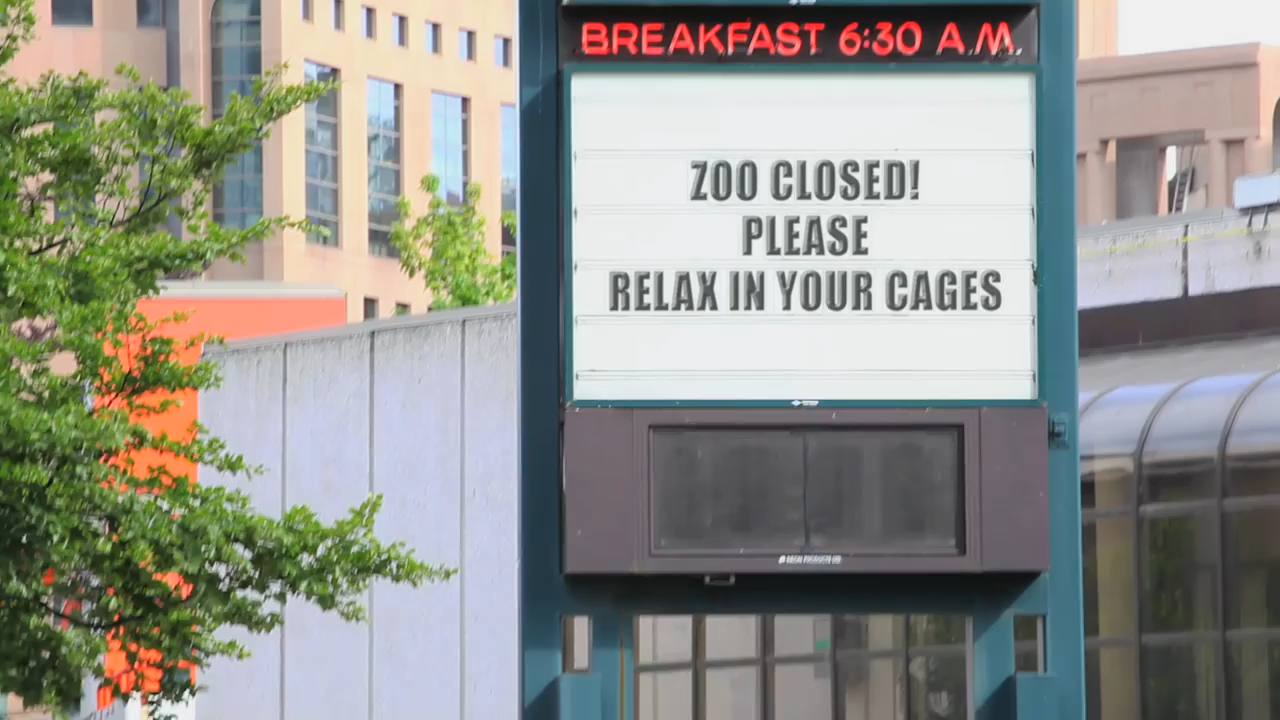 BREAKFAST 6:30 A.M.
ZOO CLOSED!
PLEASE
RELAX IN YOUR CAGES